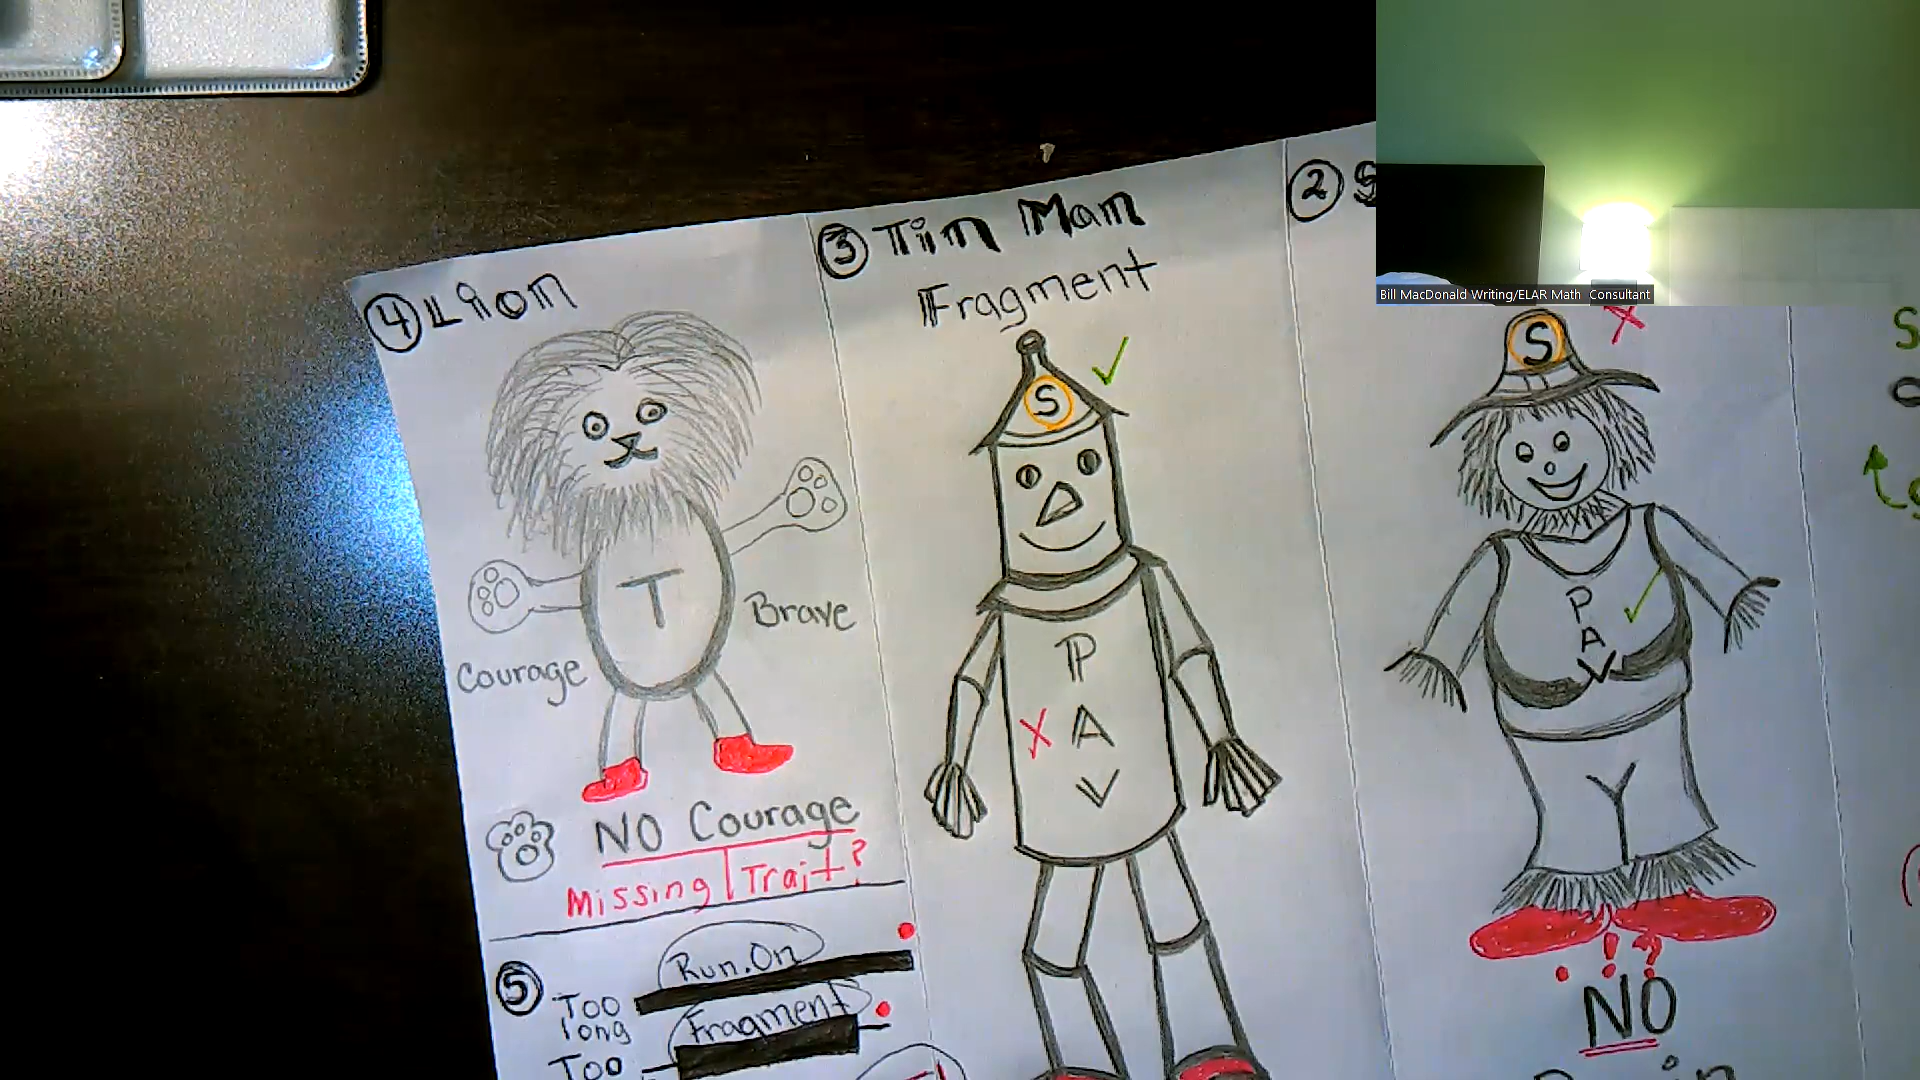 ④ Lion
T
Courage
Brave
NO Courage
Missing Trait?
⑤
Run.On
Too
long
Fragment
Too
③ Tin Man
Fragment
S
P
X A
V
②
S
P
A
V
NO
Bill MacDonald Writing/ELAR Math Consultant